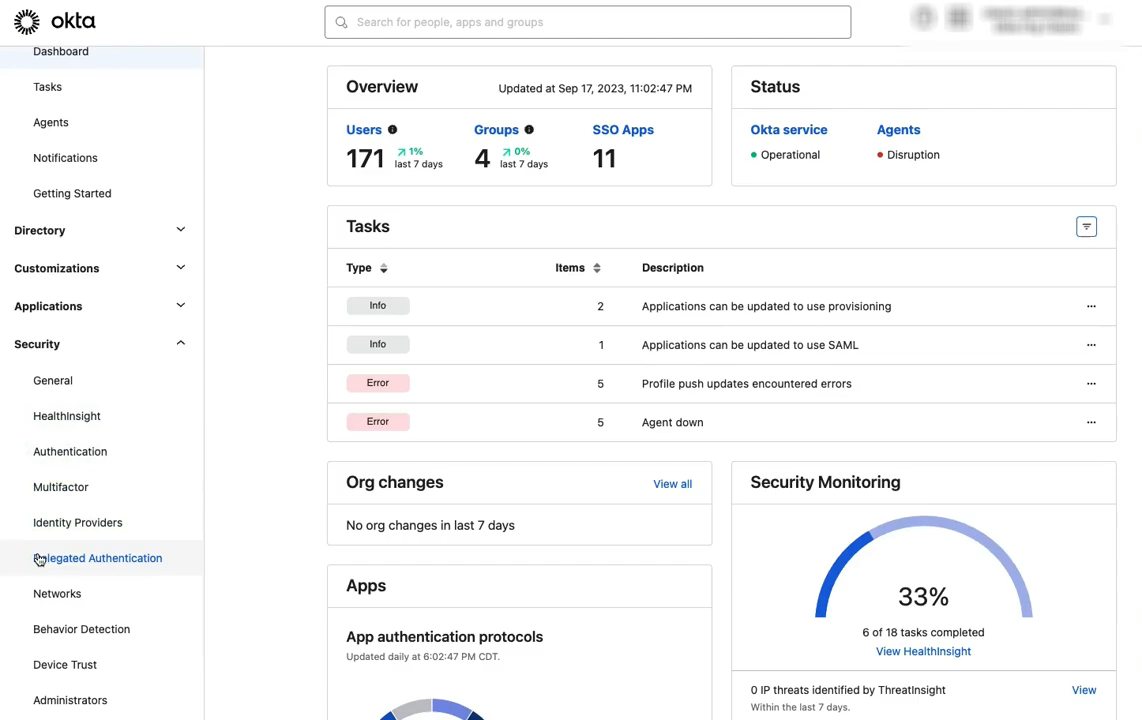 okta
Search for people, apps and groups
Dashboard
Tasks
Agents
Notifications
Getting Started
Directory
Customizations
Applications
Security
General
HealthInsight
Authentication
Multifactor
Identity Providers
Delegated Authentication
Networks
Behavior Detection
Device Trust
Administrators
Overview
Updated at Sep 17, 2023, 11:02:47 PM
Users
Groups
SSO Apps
171
1%
last 7 days
4
0%
last 7 days
11
Status
Okta service
Agents
Operational
Disruption
Tasks
Type Items Description
Info 2 Applications can be updated to use provisioning ...
Info 1 Applications can be updated to use SAML ...
Error 5 Profile push updates encountered errors ...
Error 5 Agent down ...
Org changes
View all
No org changes in last 7 days
Apps
App authentication protocols
Updated daily at 6:02:47 PM CDT.
Security Monitoring
33%
6 of 18 tasks completed
View HealthInsight
0 IP threats identified by ThreatInsight
View
Within the last 7 days.